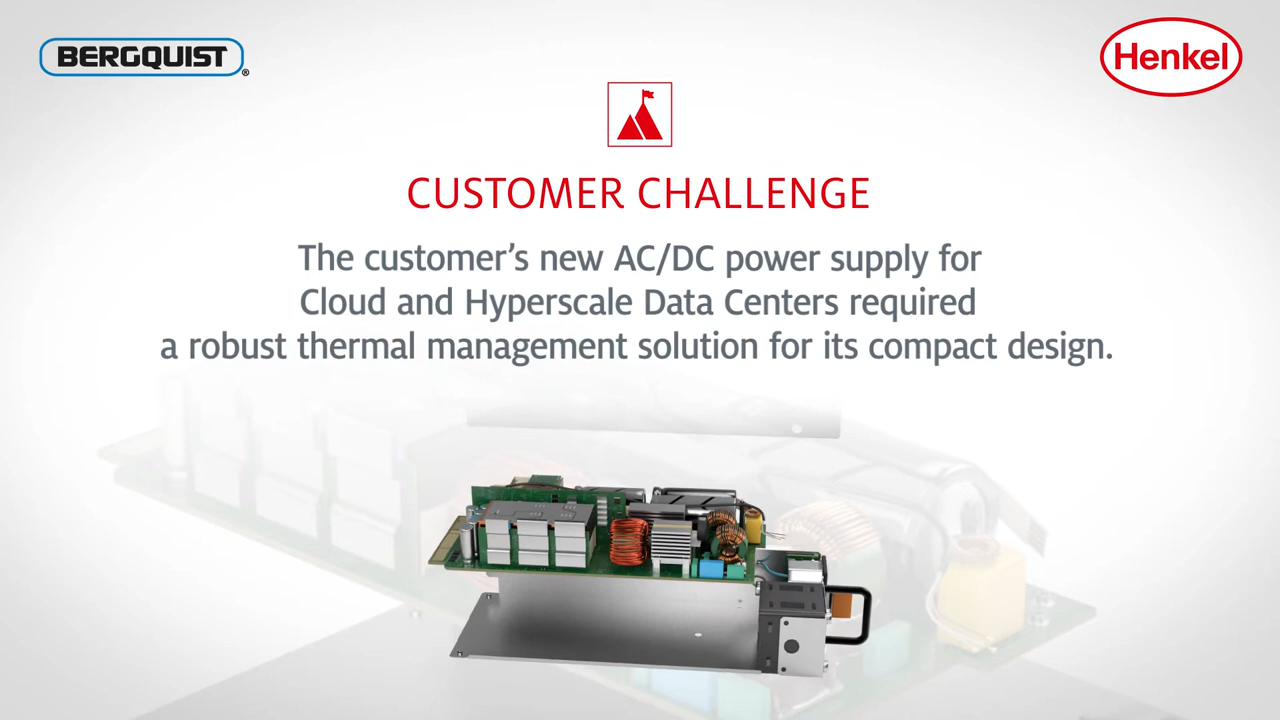 BERGQUIST®
Henkel
CUSTOMER CHALLENGE
The customer’s new AC/DC power supply for
Cloud and Hyperscale Data Centers required
a robust thermal management solution for its compact design.